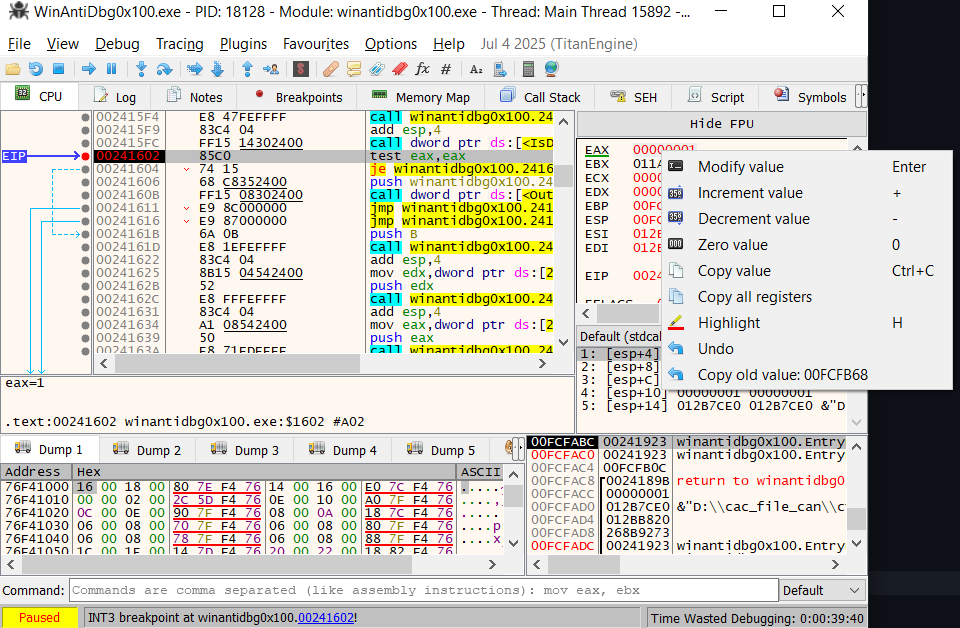 WinAntiDbg0x100.exe - PID: 18128 - Module: winantidbg0x100.exe - Thread: Main Thread 15892 -...
File View Debug Tracing Plugins Favourites Options Help Jul 4 2025 (TitanEngine)
CPU Log Notes Breakpoints Memory Map Call Stack SEH Script Symbols
Hide FPU
002415F4 E8 47FEFFFF call winantidbg0x100.24
002415F9 83C4 04 add esp,4
002415FC FF15 14302400 call dword ptr ds:[<IsD
EIP 00241602 85C0 test eax,eax
00241604 74 15 je winantidbg0x100.2416
00241606 68 C8352400 push winantidbg0x100.24
0024160B FF15 08302400 call dword ptr ds:[<Out
00241611 E9 8C000000 jmp winantidbg0x100.241
00241616 E9 87000000 jmp winantidbg0x100.241
0024161B 6A 0B push B
0024161D E8 1EFEFFFF call winantidbg0x100.24
00241622 83C4 04 add esp,4
00241625 8B15 04542400 mov edx,dword ptr ds:[2
0024162B 52 push edx
0024162C E8 FFFEFFFF call winantidbg0x100.24
00241631 83C4 04 add esp,4
00241634 A1 08542400 mov eax,dword ptr ds:[2
00241639 50 push eax
0024163A E8 71FDFFFF call winantidbg0x100.24
EAX 00000001
EBX 011A
ECX
EDX
EBP 00FC
ESP 00FC
ESI 012B
EDI 012B
EIP 0024
EFLAGS
Modify value Enter
Increment value +
Decrement value -
Zero value 0
Copy value Ctrl+C
Copy all registers
Highlight H
Undo
Copy old value: 00FCFB68
Default (stdcal
1: [esp+4]
2: [esp+8]
3: [esp+C]
4: [esp+10] 00000001 00000001
5: [esp+14] 012B7CE0 012B7CE0 &"D
eax=1
.text:00241602 winantidbg0x100.exe:$1602 #A02
Dump 1 Dump 2 Dump 3 Dump 4 Dump 5
Address Hex ASCII
76F41000 16 00 18 00 80 7E F4 76 14 00 16 00 E0 7C F4 76
76F41010 00 00 02 00 2C 5D F4 76 0E 00 10 00 A0 7F F4 76
76F41020 0C 00 0E 00 90 7F F4 76 08 00 0A 00 18 7C F4 76
76F41030 06 00 08 00 70 7F F4 76 06 00 08 00 80 7F F4 76
76F41040 06 00 08 00 78 7F F4 76 06 00 08 00 88 7F F4 76
76F41050 1C 00 1E 00 14 7D F4 76 20 00 22 00 18 82 F4 76
00FCFABC 00241923 winantidbg0x100.Entry
00FCFAC0 00241923 winantidbg0x100.Entry
00FCFAC4 00FCFB0C
00FCFAC8 0024189B return to winantidbg0
00FCFACC 00000001
00FCFAD0 012B7CE0 &"D:\\cac_file_can\\c
00FCFAD4 012BB820
00FCFAD8 268B9273
00FCFADC 00241923 winantidbg0x100.Entry
Command: Commands are comma separated (like assembly instructions): mov eax, ebx Default
Paused INT3 breakpoint at winantidbg0x100.00241602! Time Wasted Debugging: 0:00:39:40